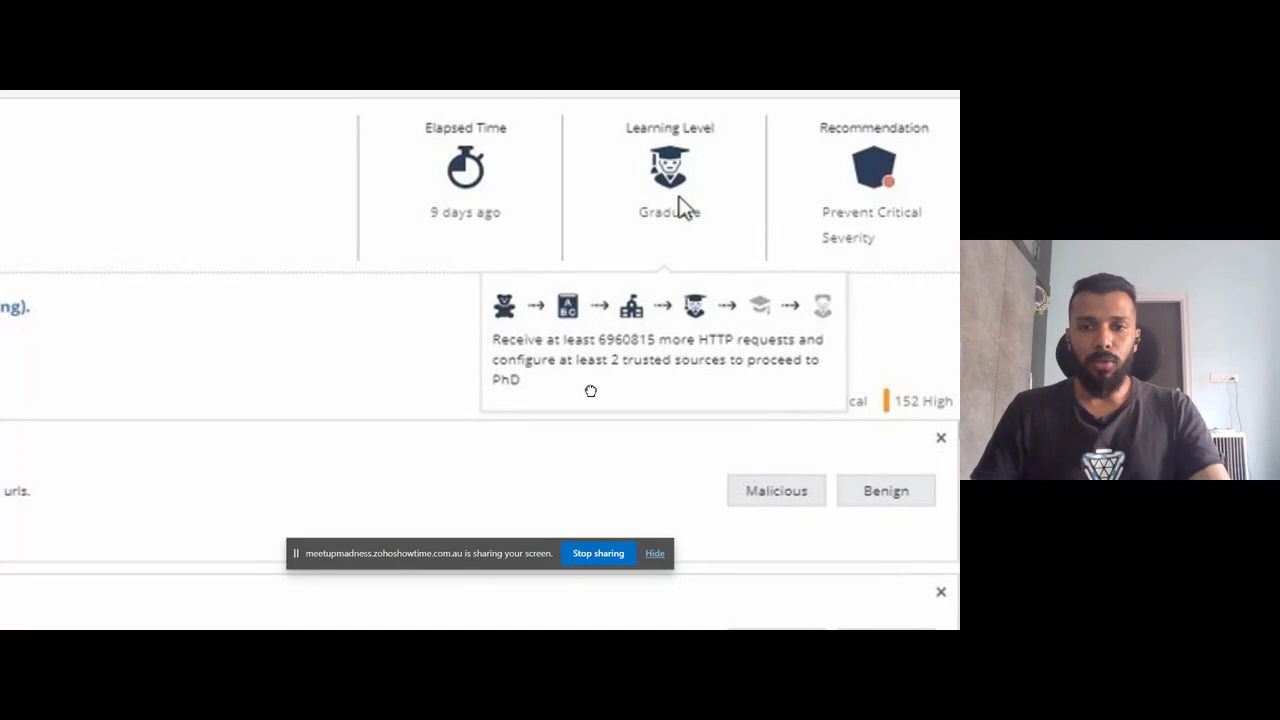 Elapsed Time
Learning Level
Recommendation
9 days ago
Graduate
Prevent Critical
Severity
ng).
Receive at least 6960815 more HTTP requests and
configure at least 2 trusted sources to proceed to
PhD
cal
152 High
urls.
Malicious
Benign
meetupmadness.zohoshowtime.com.au is sharing your screen.
Stop sharing
Hide